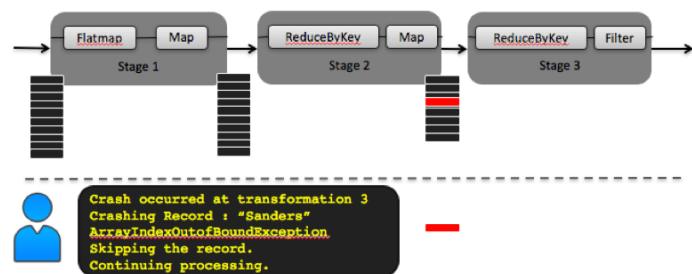 Flatmap
Map
ReduceByKey
Map
ReduceByKey
Filter
Stage 1
Stage 2
Stage 3
Crash occurred at transformation 3
Crashing Record : “Sanders”
ArrayIndexOutofBoundException
Skipping the record.
Continuing processing.